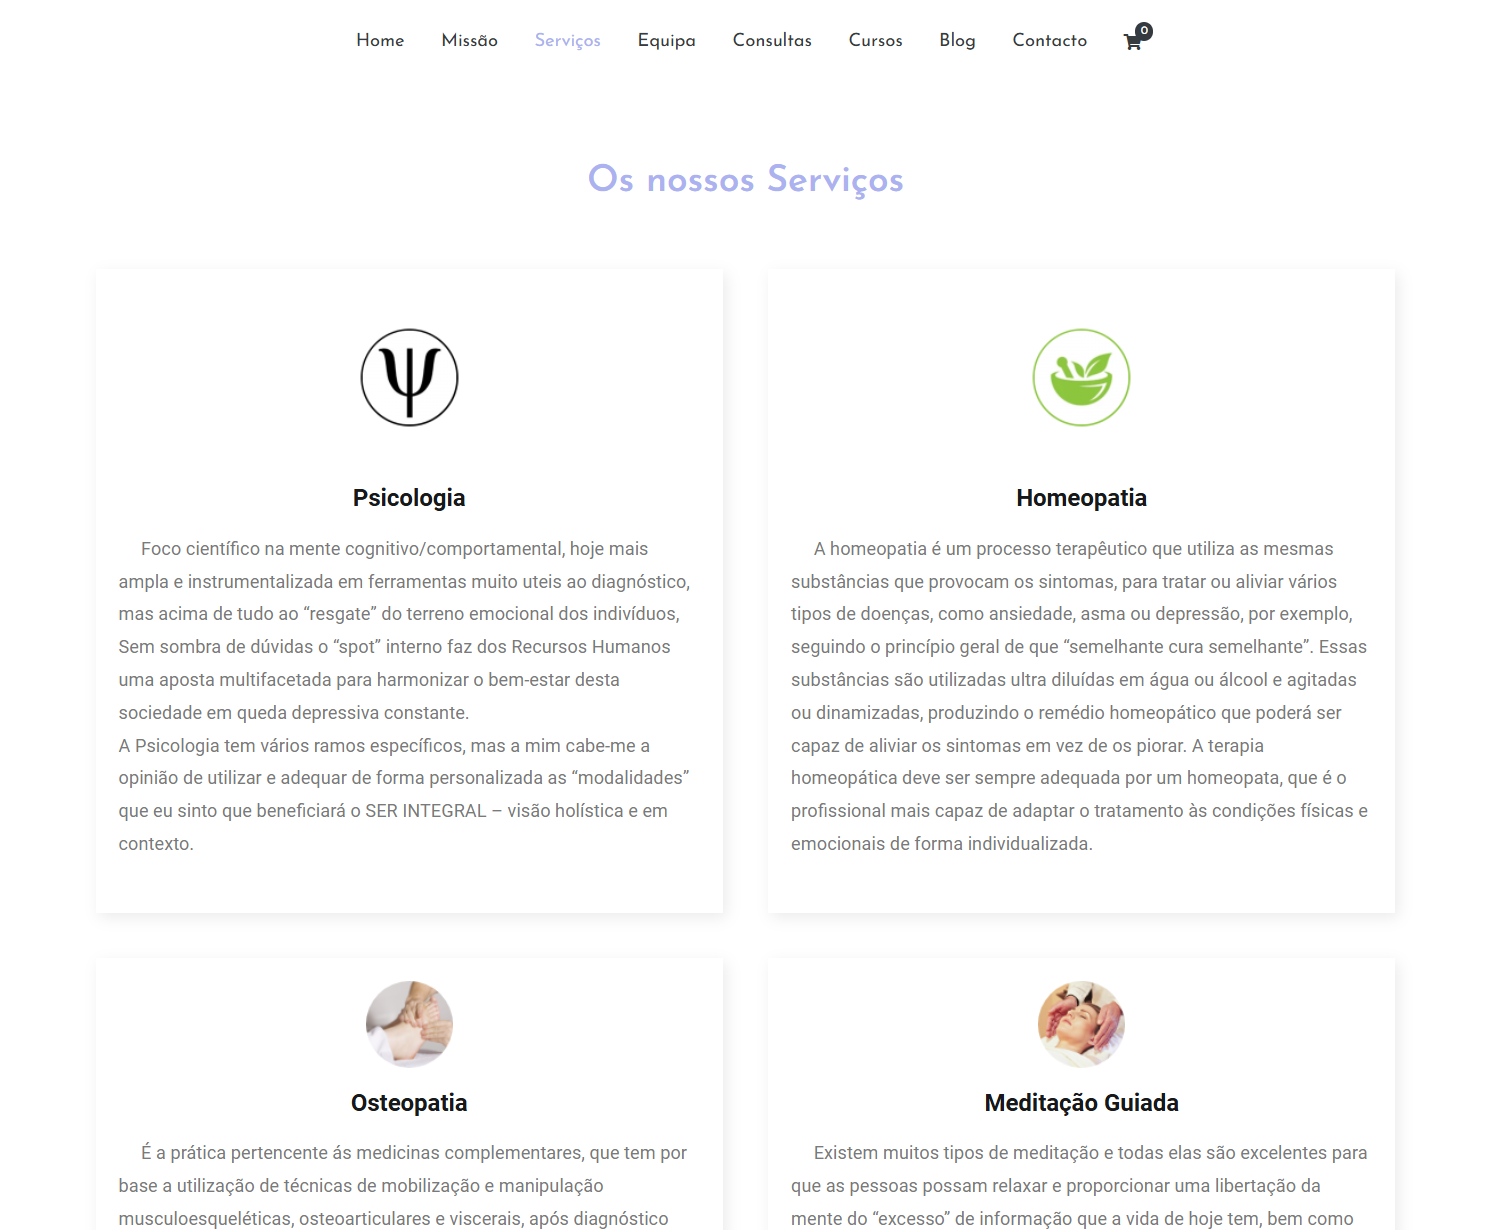 Home Missão Serviços Equipa Consultas Cursos Blog Contacto 0
Os nossos Serviços
Psicologia
Foco científico na mente cognitivo/comportamental, hoje mais
ampla e instrumentalizada em ferramentas muito uteis ao diagnóstico,
mas acima de tudo ao “resgate” do terreno emocional dos indivíduos,
Sem sombra de dúvidas o “spot” interno faz dos Recursos Humanos
uma aposta multifacetada para harmonizar o bem-estar desta
sociedade em queda depressiva constante.
A Psicologia tem vários ramos específicos, mas a mim cabe-me a
opinião de utilizar e adequar de forma personalizada as “modalidades”
que eu sinto que beneficiará o SER INTEGRAL – visão holística e em
contexto.
Homeopatia
A homeopatia é um processo terapêutico que utiliza as mesmas
substâncias que provocam os sintomas, para tratar ou aliviar vários
tipos de doenças, como ansiedade, asma ou depressão, por exemplo,
seguindo o princípio geral de que “semelhante cura semelhante”. Essas
substâncias são utilizadas ultra diluídas em água ou álcool e agitadas
ou dinamizadas, produzindo o remédio homeopático que poderá ser
capaz de aliviar os sintomas em vez de os piorar. A terapia
homeopática deve ser sempre adequada por um homeopata, que é o
profissional mais capaz de adaptar o tratamento às condições físicas e
emocionais de forma individualizada.
Osteopatia
É a prática pertencente ás medicinas complementares, que tem por
base a utilização de técnicas de mobilização e manipulação
musculoesqueléticas, osteoarticulares e viscerais, após diagnóstico
Meditação Guiada
Existem muitos tipos de meditação e todas elas são excelentes para
que as pessoas possam relaxar e proporcionar uma libertação da
mente do “excesso” de informação que a vida de hoje tem, bem como